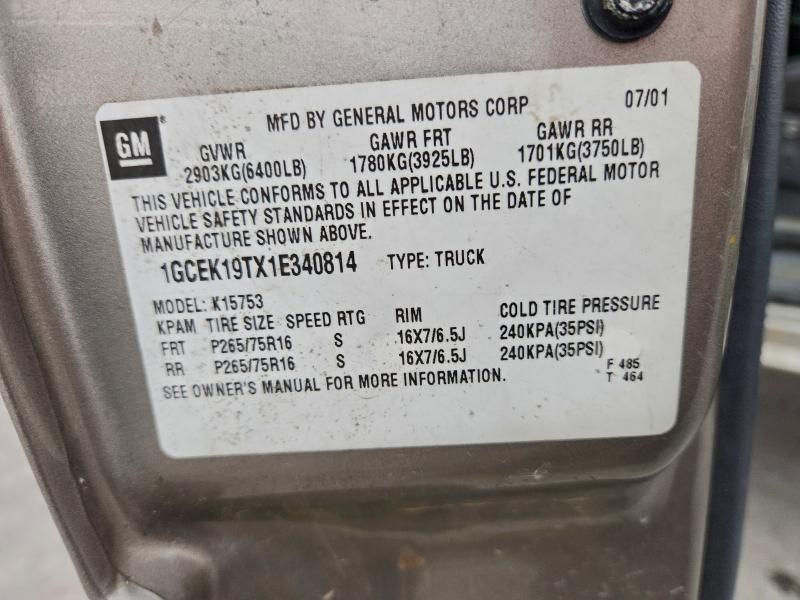 MFD BY GENERAL MOTORS CORP 07/01
GM
GVWR GAWR FRT GAWR RR
2903KG(6400LB) 1780KG(3925LB) 1701KG(3750LB)
THIS VEHICLE CONFORMS TO ALL APPLICABLE U.S. FEDERAL MOTOR
VEHICLE SAFETY STANDARDS IN EFFECT ON THE DATE OF
MANUFACTURE SHOWN ABOVE.
1GCEK19TX1E340814 TYPE: TRUCK
MODEL: K15753
KPAM TIRE SIZE SPEED RTG RIM COLD TIRE PRESSURE
FRT P265/75R16 S 16X7/6.5J 240KPA(35PSI)
RR P265/75R16 S 16X7/6.5J 240KPA(35PSI)
SEE OWNER'S MANUAL FOR MORE INFORMATION.
F 485
T 464